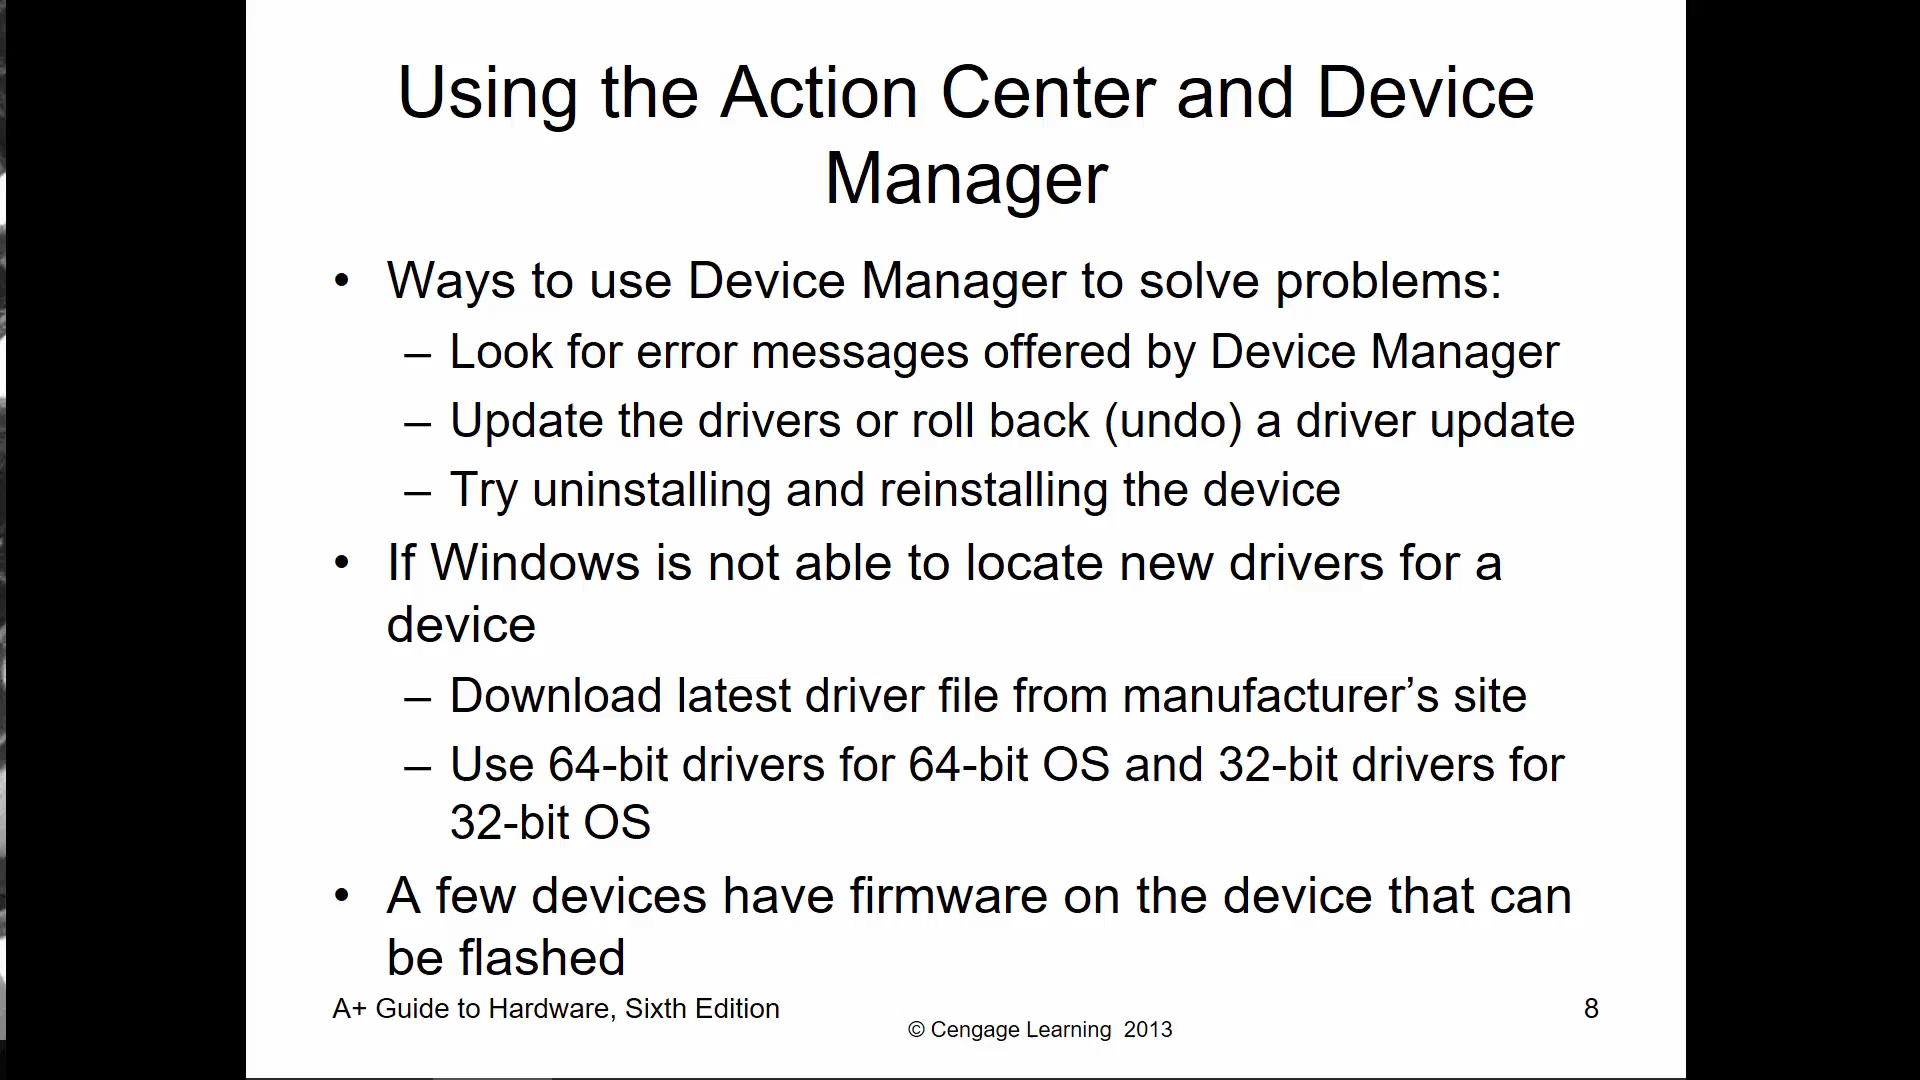 Using the Action Center and Device
Manager
• Ways to use Device Manager to solve problems:
– Look for error messages offered by Device Manager
– Update the drivers or roll back (undo) a driver update
– Try uninstalling and reinstalling the device
• If Windows is not able to locate new drivers for a
device
– Download latest driver file from manufacturer’s site
– Use 64-bit drivers for 64-bit OS and 32-bit drivers for
32-bit OS
• A few devices have firmware on the device that can
be flashed
A+ Guide to Hardware, Sixth Edition
8
© Cengage Learning 2013